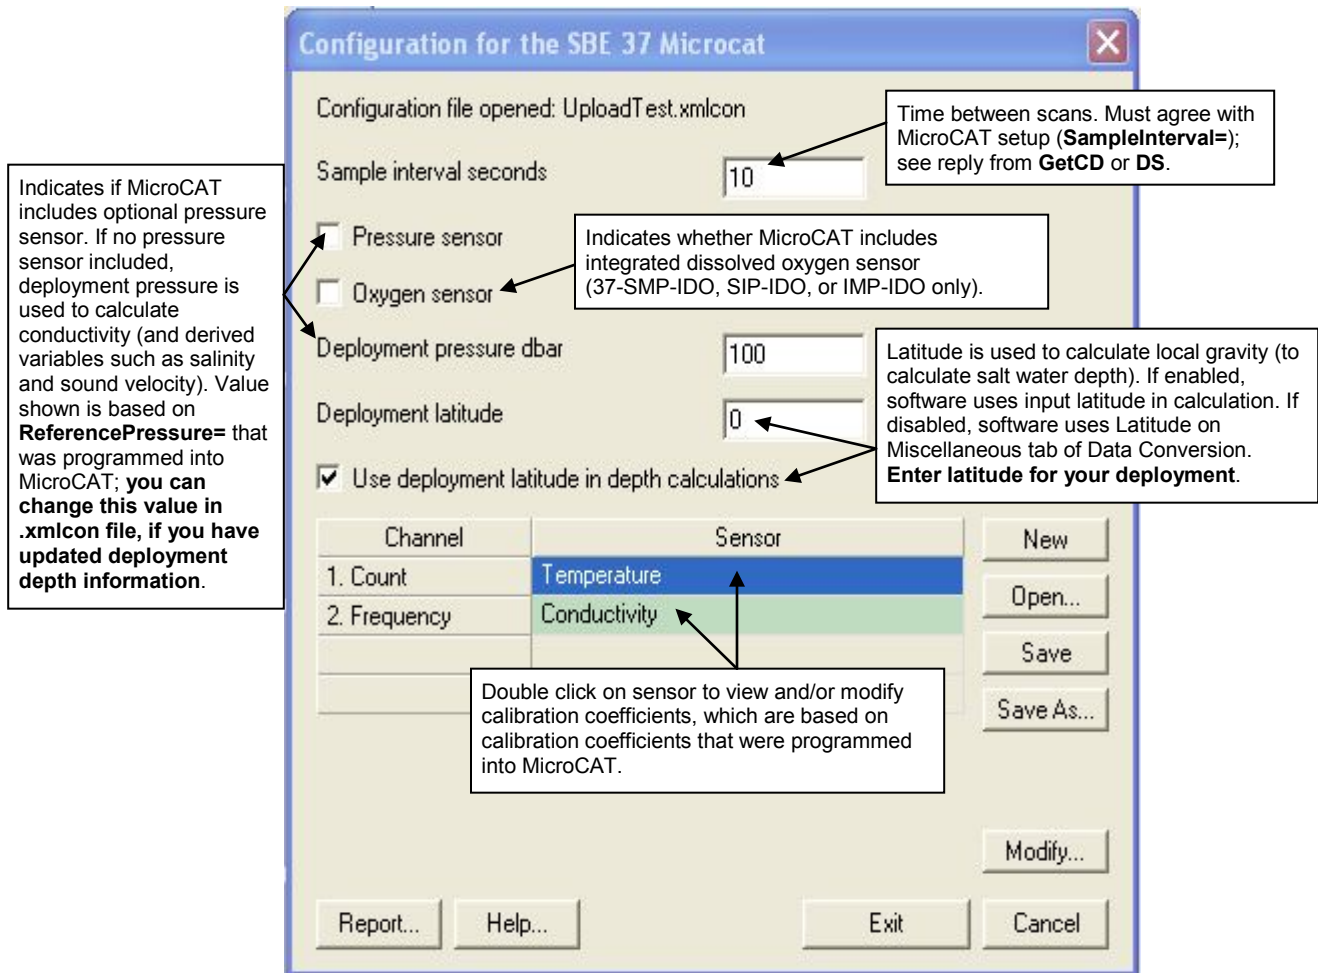 Configuration for the SBE 37 Microcat
Configuration file opened: UploadTest.xmlcon
Time between scans. Must agree with
MicroCAT setup (SampleInterval=);
see reply from GetCD or DS.
Sample interval seconds
10
Indicates if MicroCAT
includes optional pressure
sensor. If no pressure
sensor included,
deployment pressure is
used to calculate
conductivity (and derived
variables such as salinity
and sound velocity). Value
shown is based on
ReferencePressure= that
was programmed into
MicroCAT; you can
change this value in
.xmlcon file, if you have
updated deployment
depth information.
Pressure sensor
Indicates whether MicroCAT includes
integrated dissolved oxygen sensor
(37-SMP-IDO, SIP-IDO, or IMP-IDO only).
Oxygen sensor
Deployment pressure dbar
100
Latitude is used to calculate local gravity (to
calculate salt water depth). If enabled,
software uses input latitude in calculation. If
disabled, software uses Latitude on
Miscellaneous tab of Data Conversion.
Enter latitude for your deployment.
Deployment latitude
0
Use deployment latitude in depth calculations
Channel Sensor
1. Count Temperature
2. Frequency Conductivity
New
Open...
Save
Save As...
Double click on sensor to view and/or modify
calibration coefficients, which are based on
calibration coefficients that were programmed
into MicroCAT.
Modify...
Report... Help... Exit Cancel